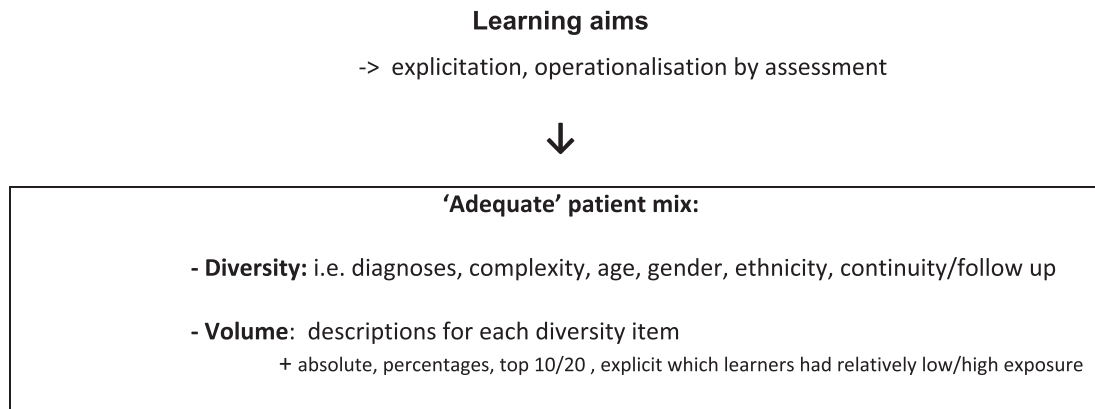 Learning aims
-> explicitation, operationalisation by assessment
↓
‘Adequate’ patient mix:
- Diversity: i.e. diagnoses, complexity, age, gender, ethnicity, continuity/follow up
- Volume: descriptions for each diversity item
+ absolute, percentages, top 10/20 , explicit which learners had relatively low/high exposure